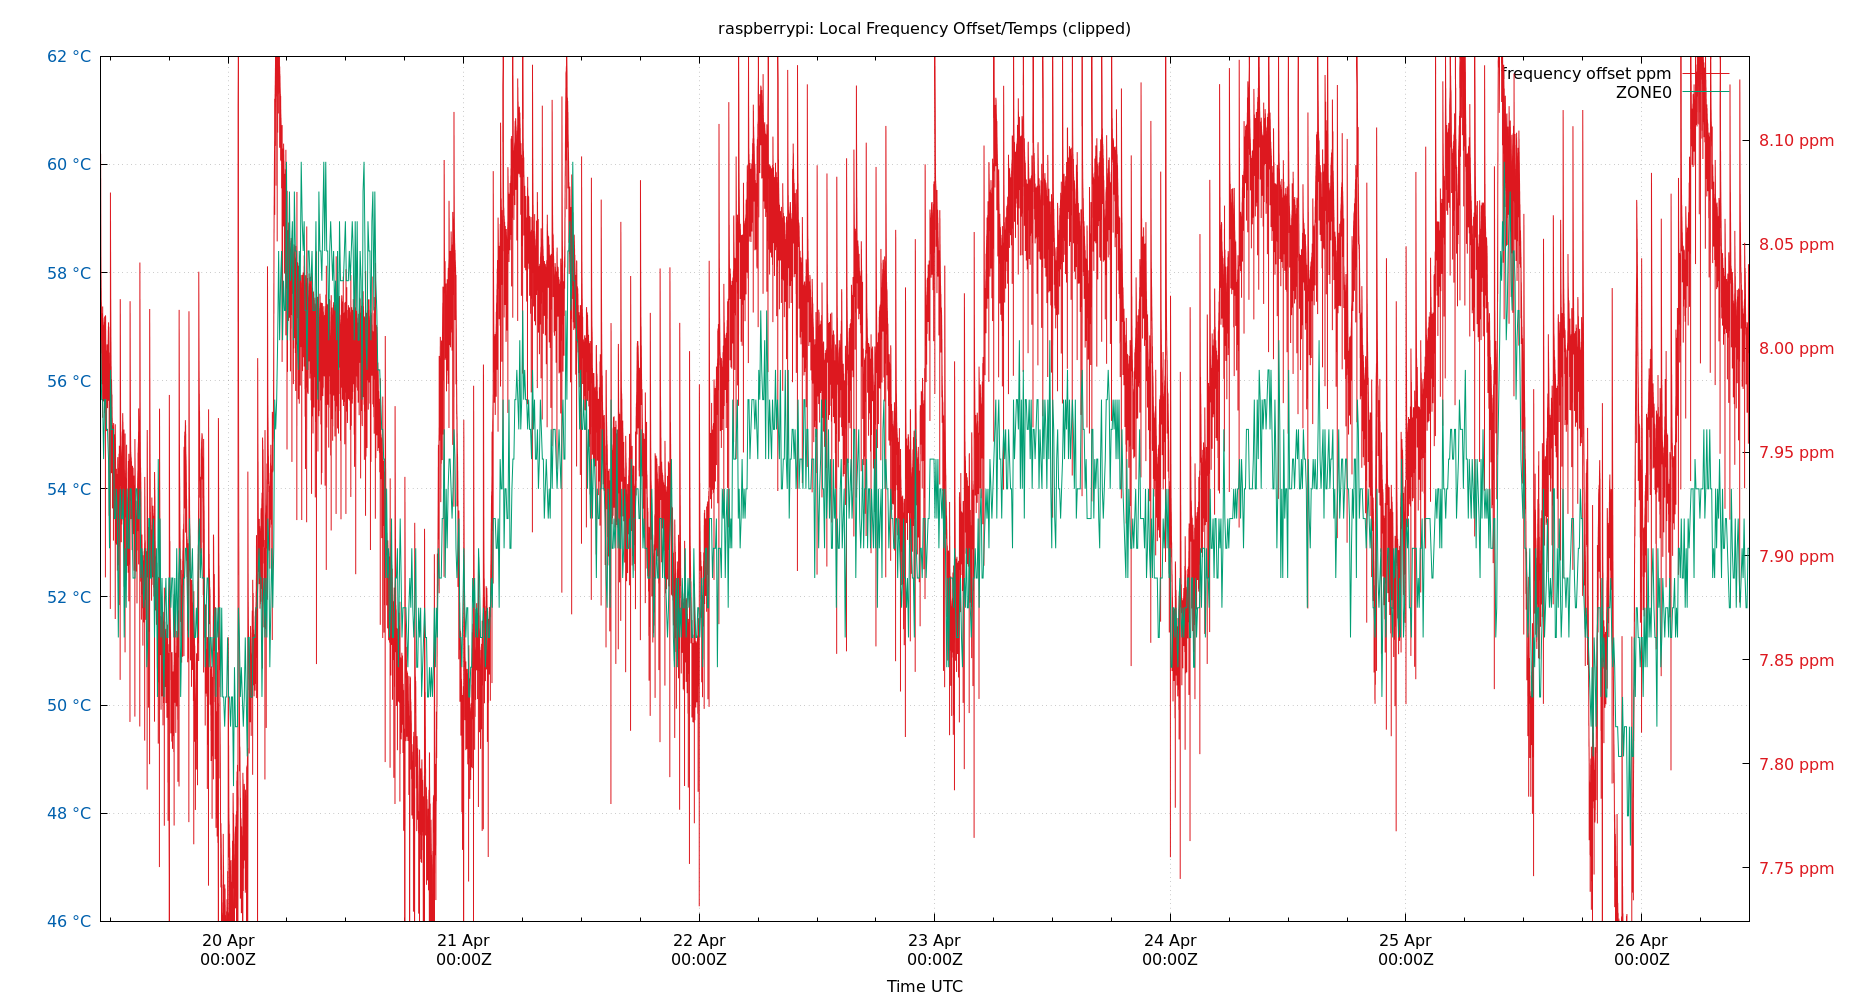 raspberrypi: Local Frequency Offset/Temps (clipped)
62 °C
60 °C
58 °C
56 °C
54 °C
52 °C
50 °C
48 °C
46 °C
frequency offset ppm
ZONE0
8.10 ppm
8.05 ppm
8.00 ppm
7.95 ppm
7.90 ppm
7.85 ppm
7.80 ppm
7.75 ppm
20 Apr
00:00Z
21 Apr
00:00Z
22 Apr
00:00Z
23 Apr
00:00Z
24 Apr
00:00Z
25 Apr
00:00Z
26 Apr
00:00Z
Time UTC